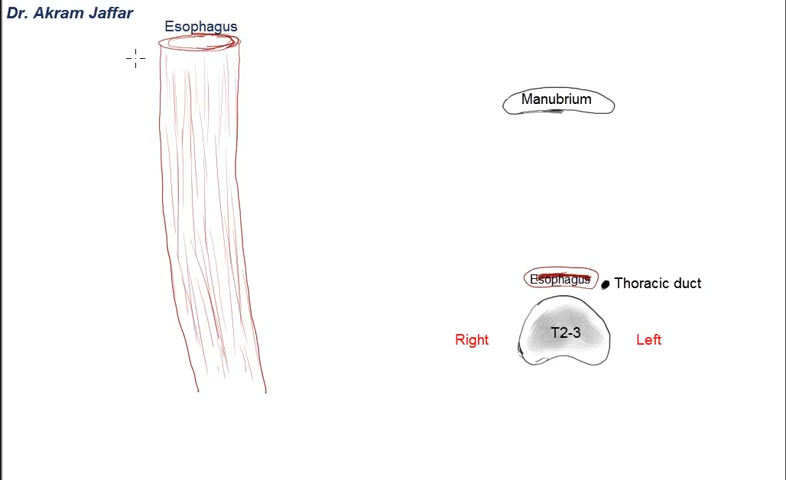 Dr. Akram Jaffar
Esophagus
Manubrium
Esophagus
Thoracic duct
T2-3
Right
Left